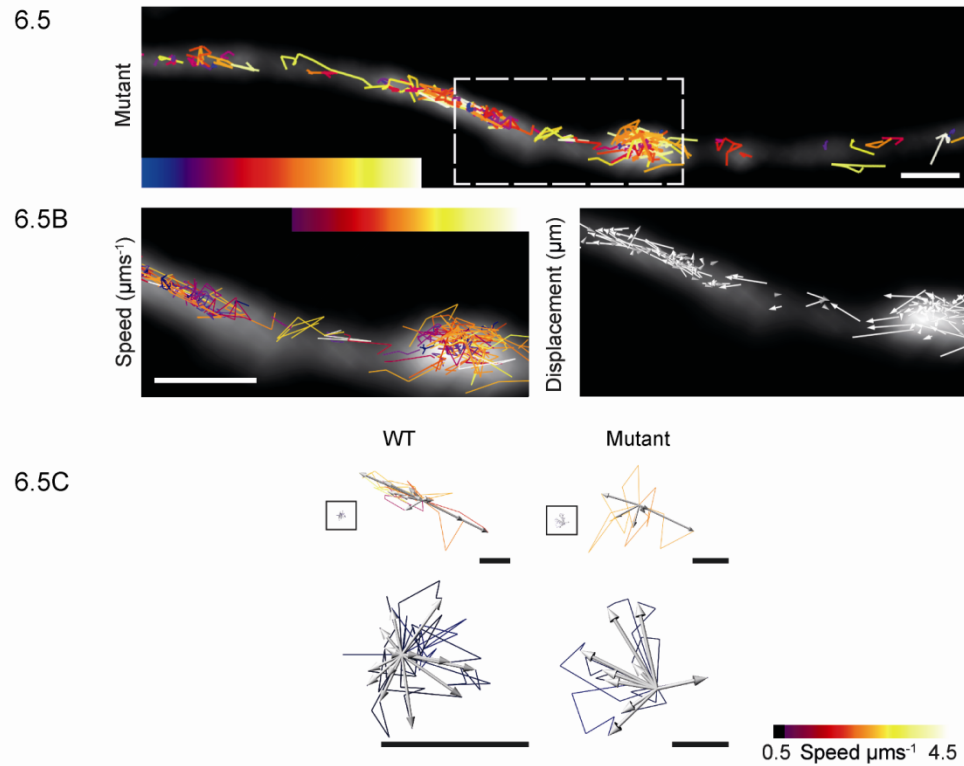 6.5
Mutant
6.5B
Speed (µms⁻¹)
Displacement (µm)
WT
Mutant
6.5C
0.5 Speed µms⁻¹ 4.5